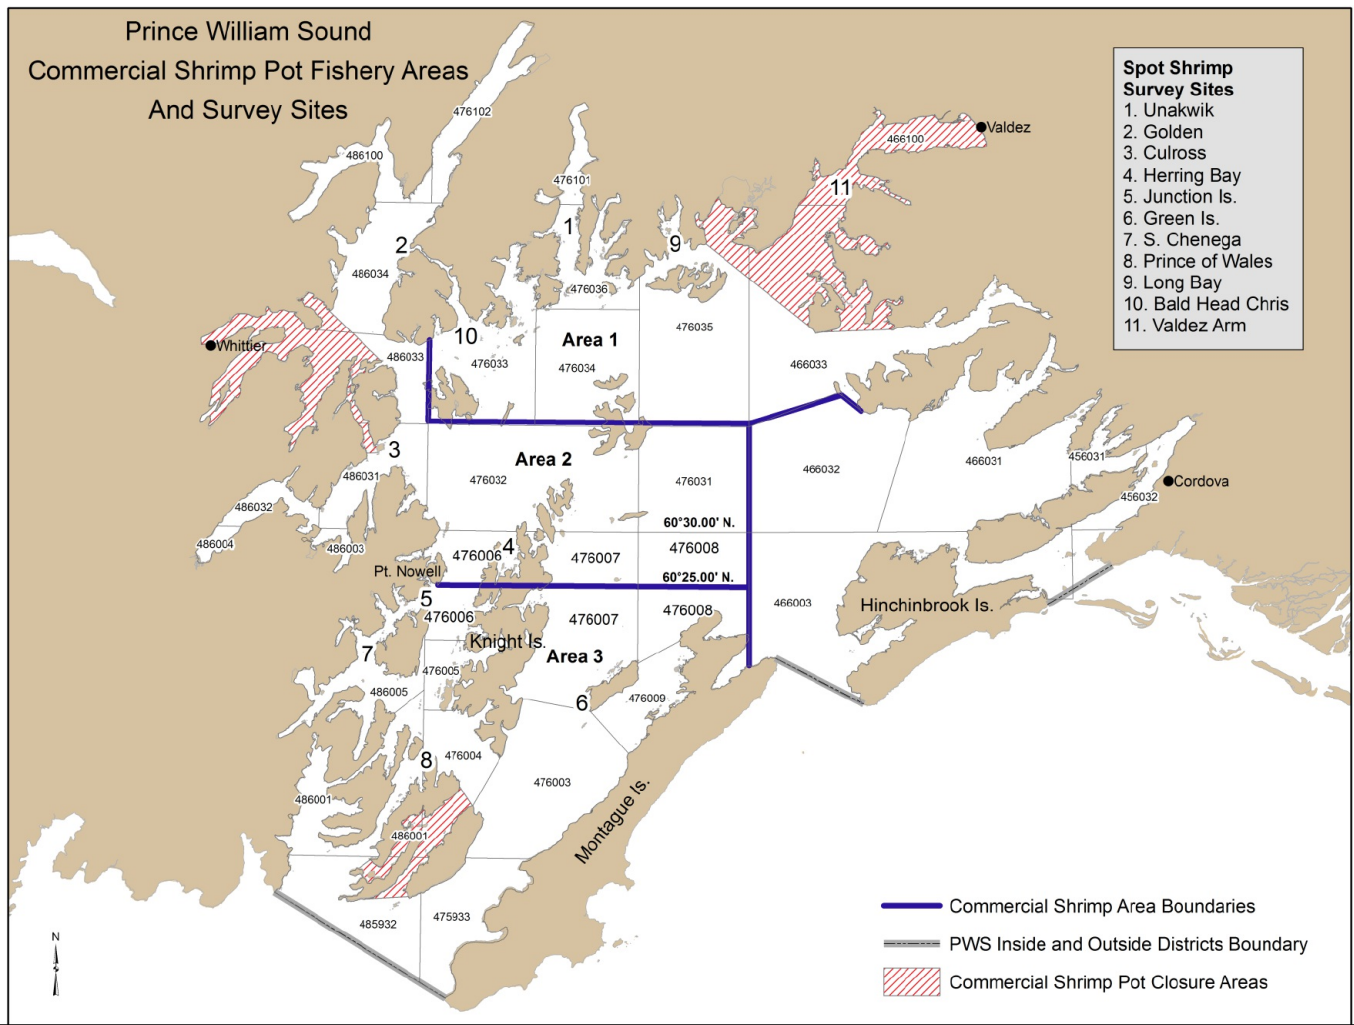 Prince William Sound
Commercial Shrimp Pot Fishery Areas
And Survey Sites
Spot Shrimp
Survey Sites
1. Unakwik
2. Golden
3. Culross
4. Herring Bay
5. Junction Is.
6. Green Is.
7. S. Chenega
8. Prince of Wales
9. Long Bay
10. Bald Head Chris
11. Valdez Arm
476102
Valdez
466100
486100
476101
11
1
9
2
486034
476036
10
Area 1
476035
Whittier
486033
476033
476034
466033
3
Area 2
466032
466031
456031
486031
476032
476031
Cordova
456032
486032
60°30.00' N.
486004
486003
476006
4
476007
476008
Pt. Nowell
60°25.00' N.
5
476006
476007
476008
466003
Hinchinbrook Is.
Knight Is.
7
Area 3
476005
486005
6
476009
8
476004
476003
486001
Montague Is.
486001
485932
475933
Commercial Shrimp Area Boundaries
PWS Inside and Outside Districts Boundary
Commercial Shrimp Pot Closure Areas
N